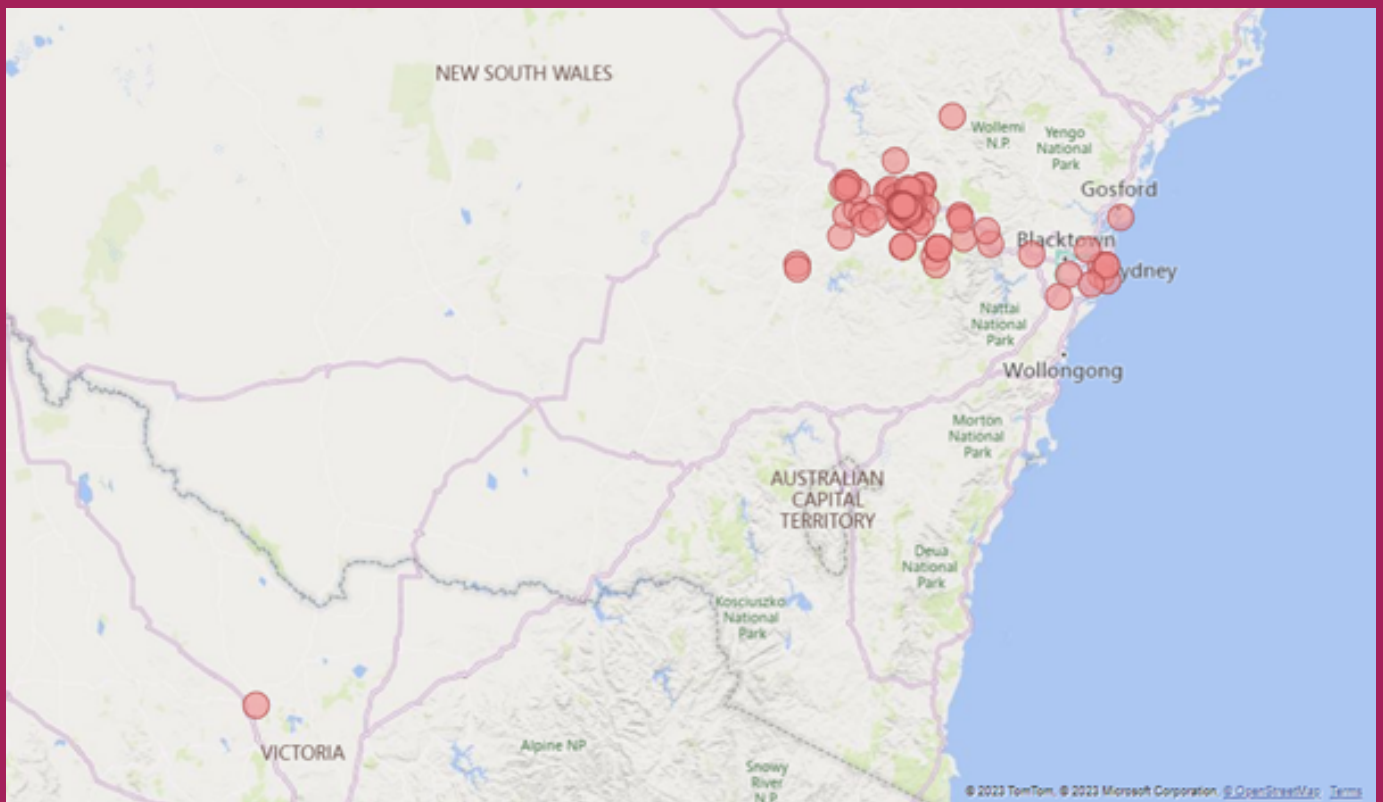 NEW SOUTH WALES
Wollemi
N.P.
Yengo
National
Park
Gosford
Blacktown
ydney
Nattai
National
Park
Wollongong
Morton
National
Park
AUSTRALIAN
CAPITAL
TERRITORY
Deua
National
Park
Kosciuszko
National
Park
VICTORIA
Alpine NP
Snowy
River
N.P.
© 2023 TomTom, © 2023 Microsoft Corporation, © OpenStreetMap Terms